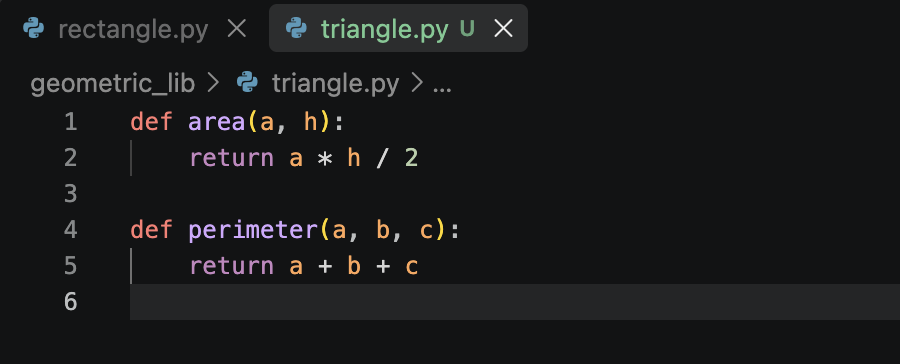 rectangle.py × triangle.py U ×
geometric_lib > triangle.py > ...
1 def area(a, h):
2     return a * h / 2
3
4 def perimeter(a, b, c):
5     return a + b + c
6